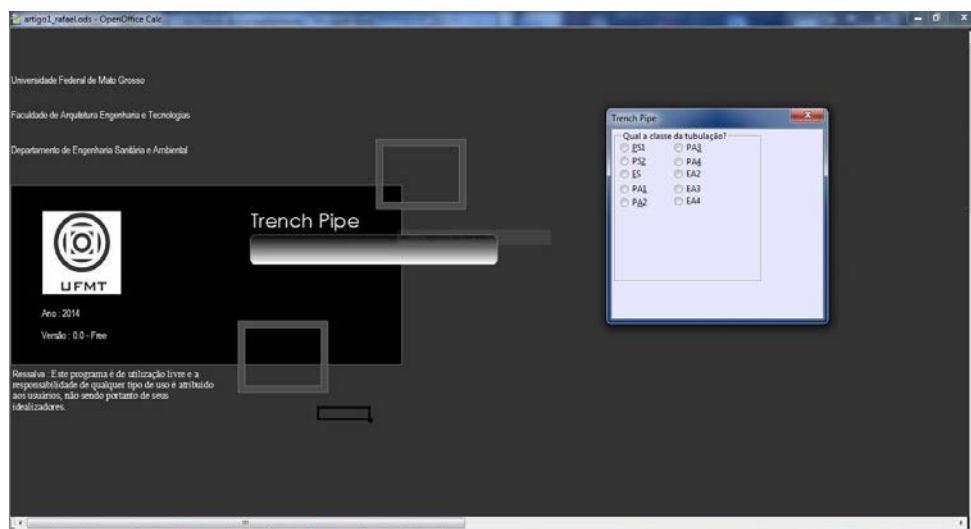 artigo1_rafael.ods - OpenOffice Calc
Universidade Federal de Mato Grosso
Faculdade de Arquitetura Engenharia e Tecnologias
Departamento de Engenharia Sanitária e Ambiental
Trench Pipe
UFMT
Ano : 2014
Versão : 0.0 - Free
Ressalva : Este programa é de utilização livre e a
responsabilidade de qualquer tipo de uso é atribuido
aos usuários, não sendo portanto de seus
idealizadores.
Trench Pipe
Qual a classe da tubulação?
PS1 PA3
PS2 PA4
ES EA2
PA1 EA3
PA2 EA4